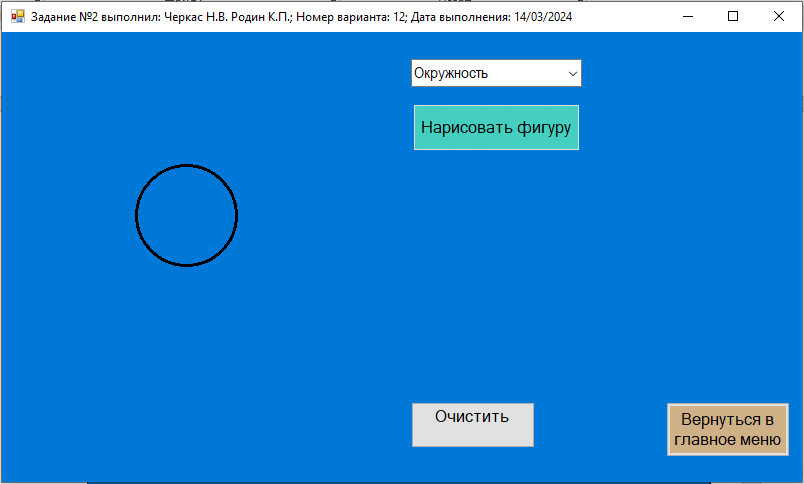 Задание №2 выполнил: Черкас Н.В. Родин К.П.; Номер варианта: 12; Дата выполнения: 14/03/2024
Окружность
Нарисовать фигуру
Очистить
Вернуться в
главное меню